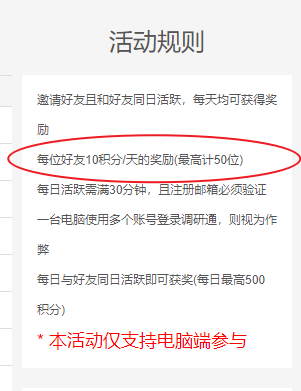 活动规则
邀请好友且和好友同日活跃，每天均可获得奖
励
每位好友10积分/天的奖励(最高计50位)
每日活跃需满30分钟，且注册邮箱必须验证
一台电脑使用多个账号登录调研通，则视为作
弊
每日与好友同日活跃即可获奖(每日最高500
积分)
* 本活动仅支持电脑端参与